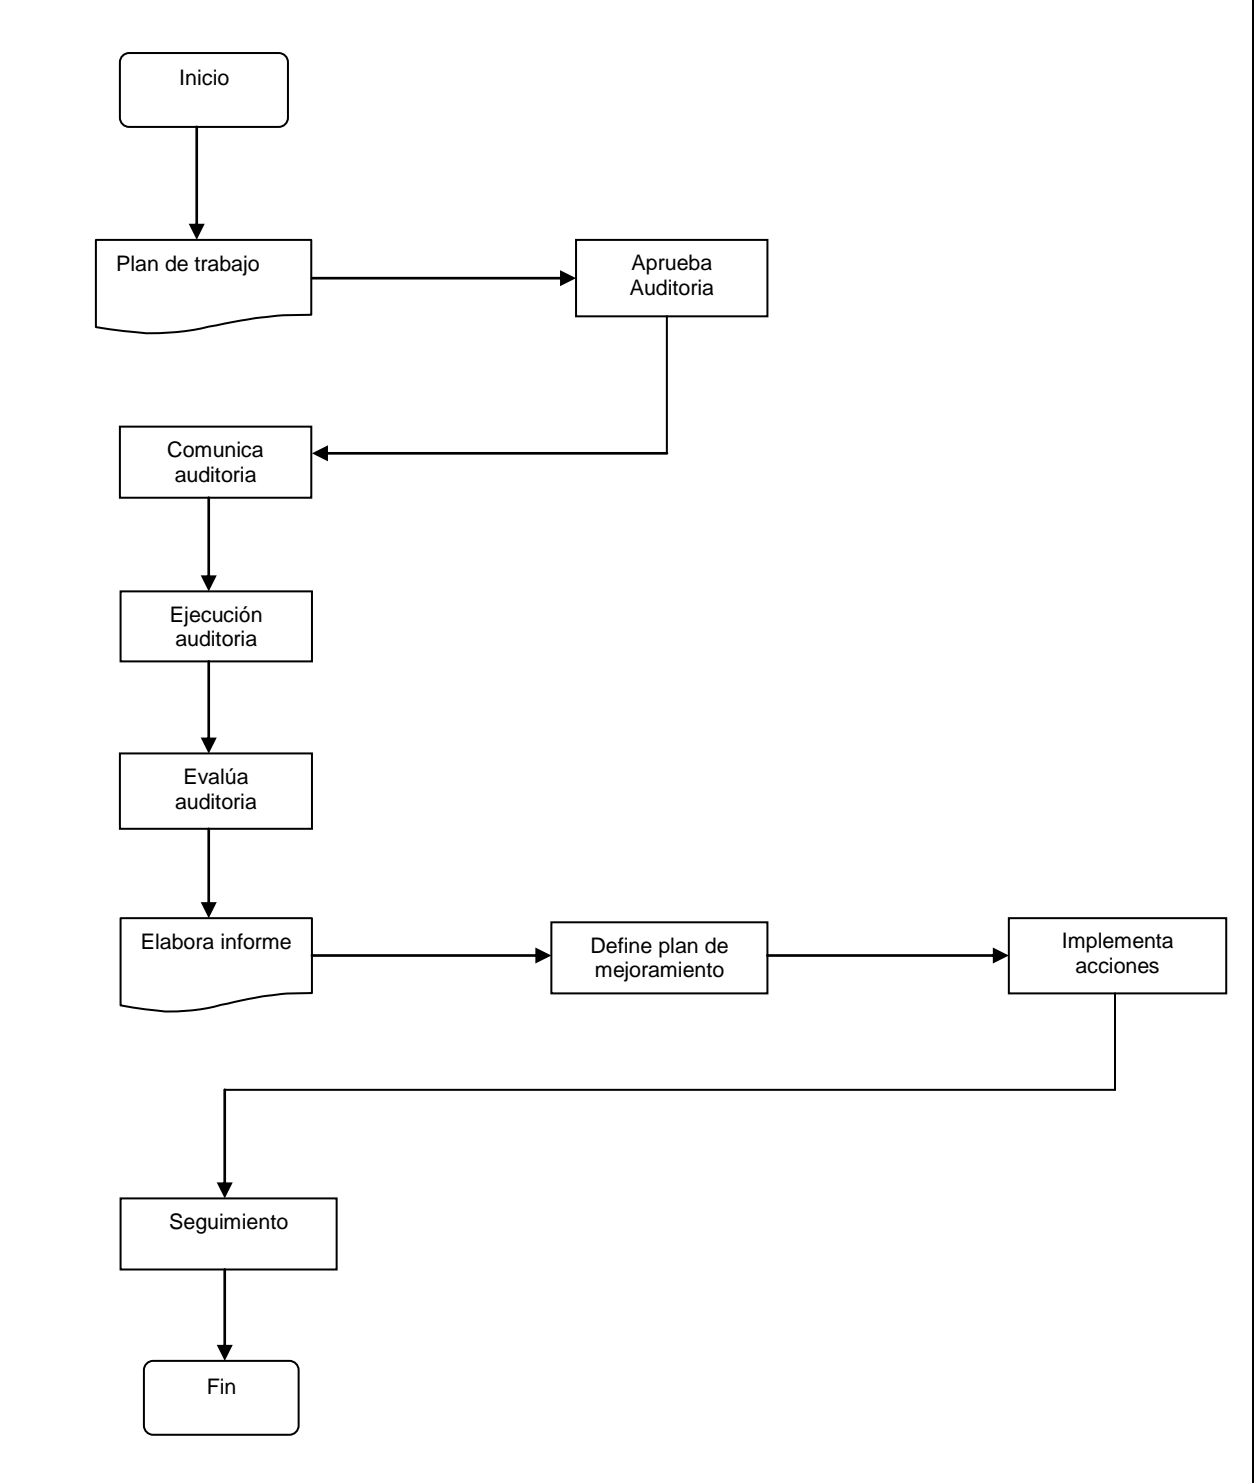 Inicio
Plan de trabajo
Aprueba
Auditoria
Comunica
auditoria
Ejecución
auditoria
Evalúa
auditoria
Elabora informe
Define plan de
mejoramiento
Implementa
acciones
Seguimiento
Fin